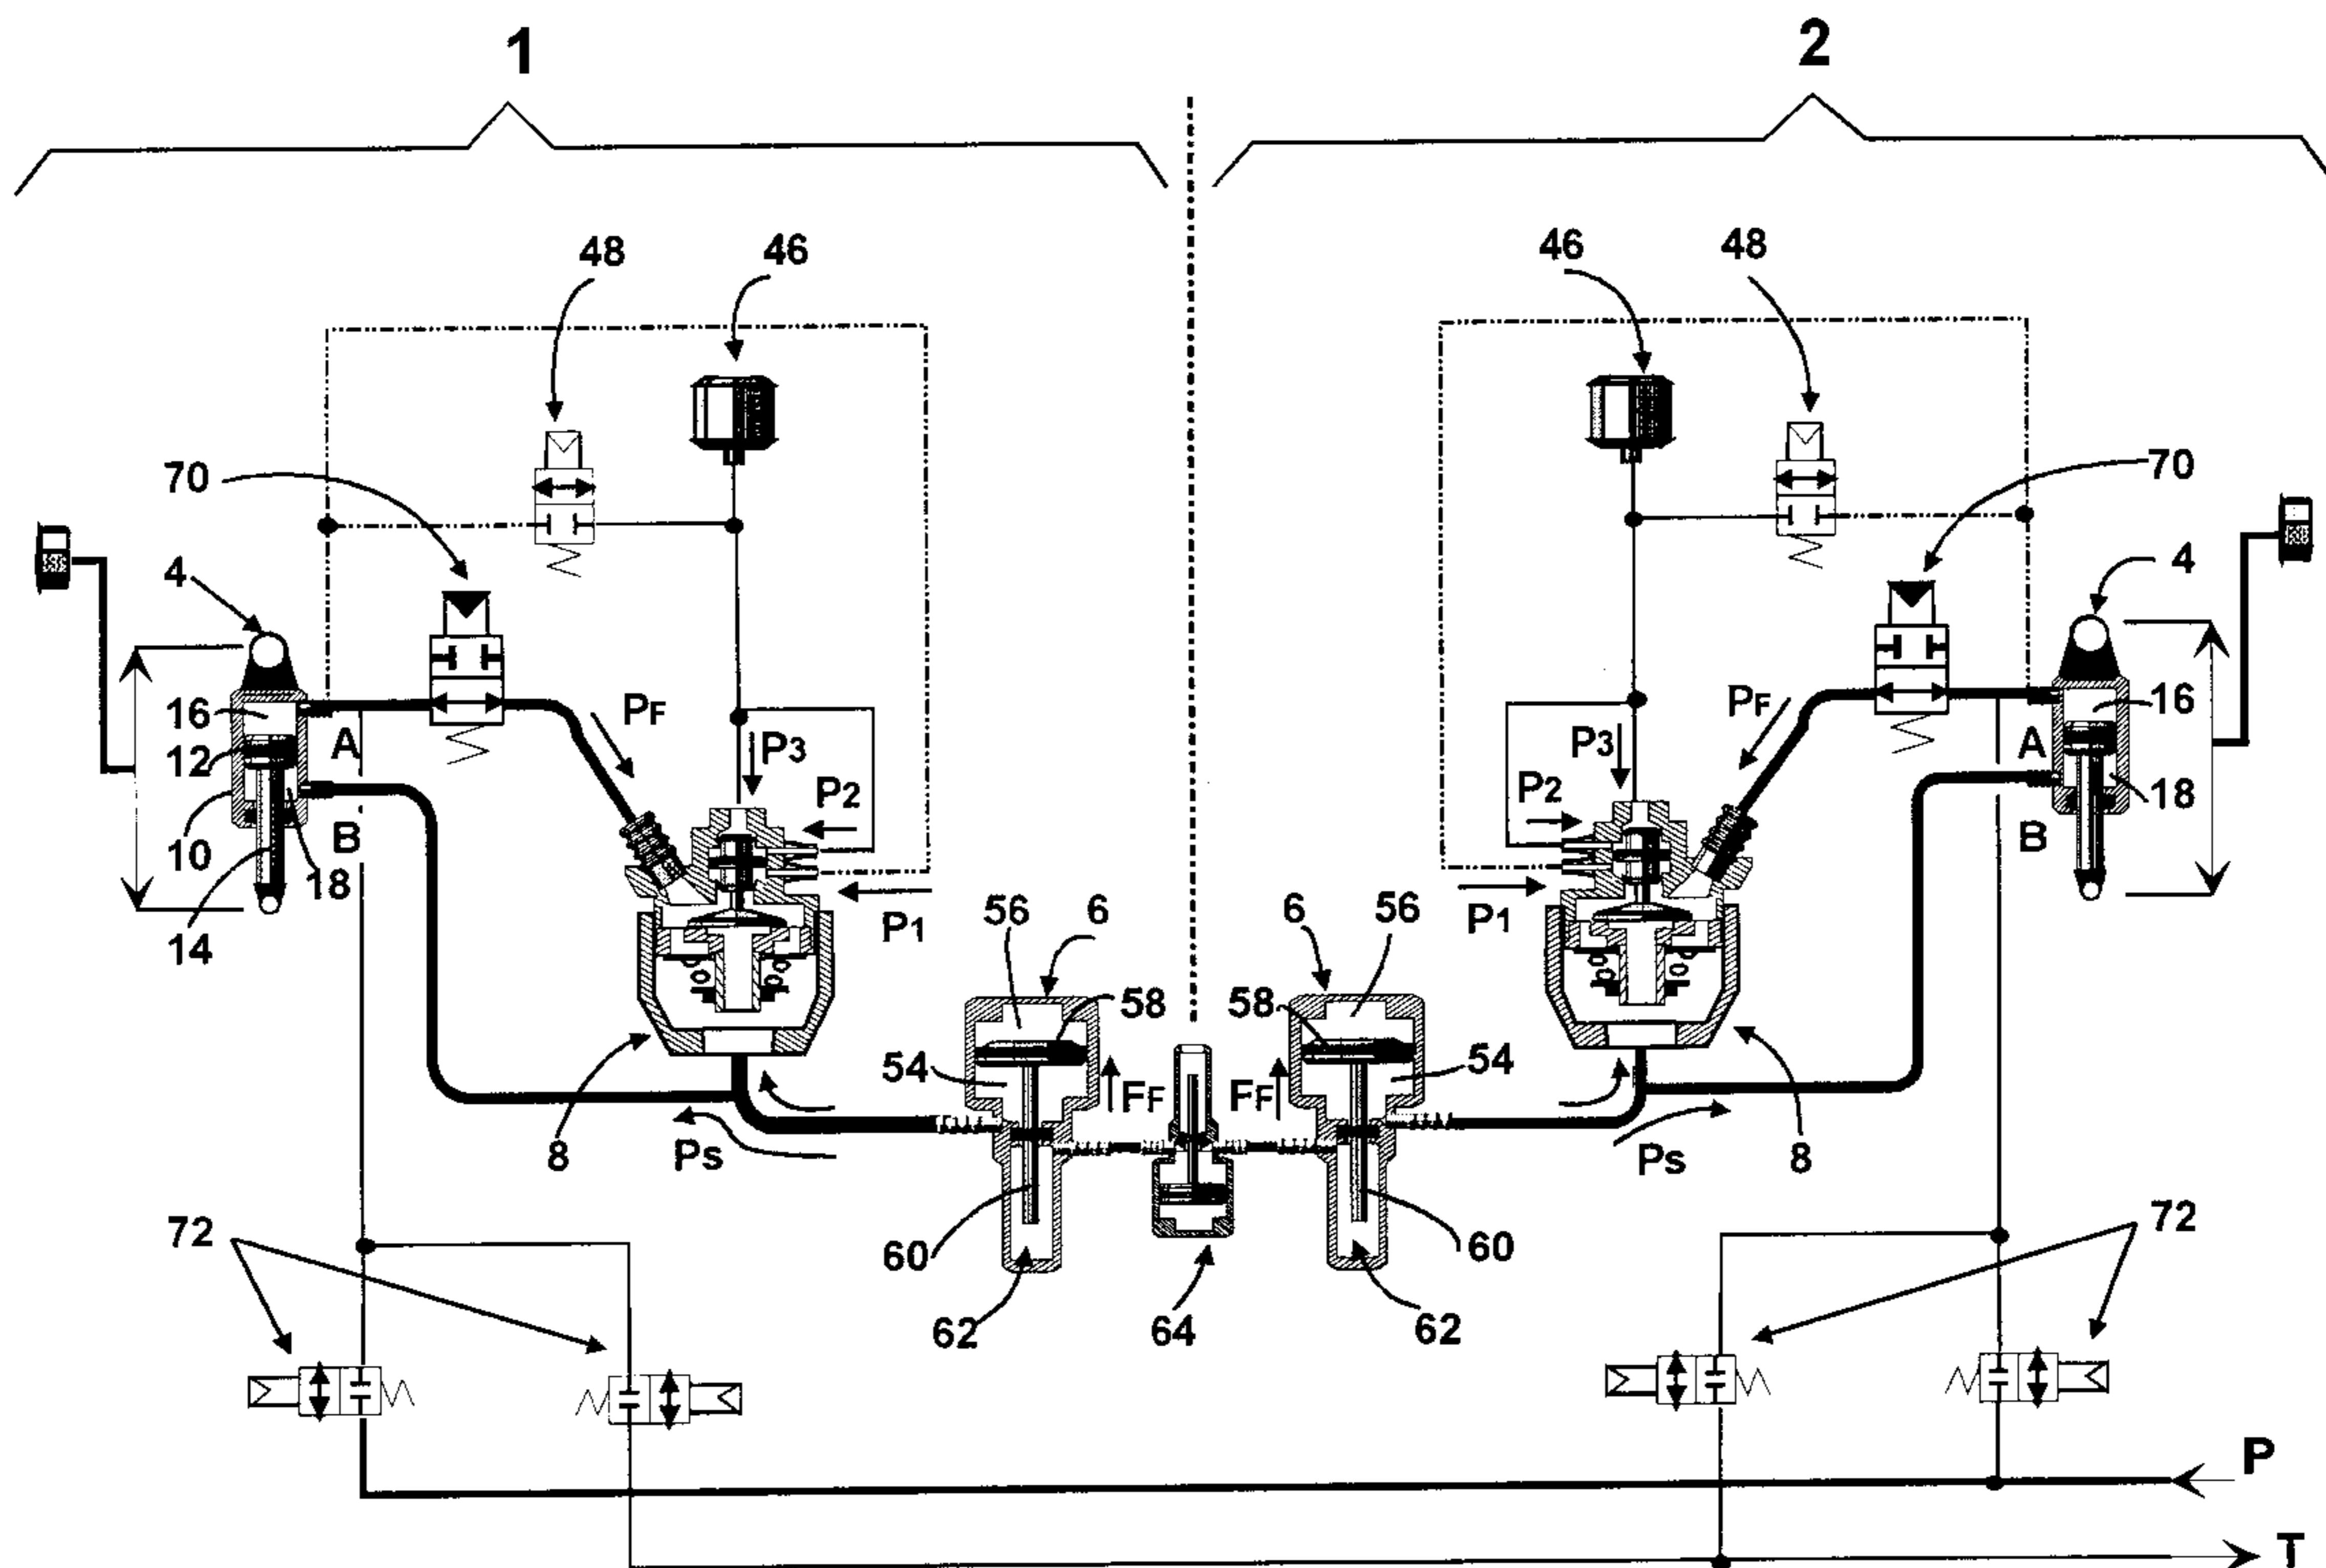 1 2
48 46 46 48
70 70
4 4
16 PF PF 16
12 A P3 P3 A
P2 P2
10 B B 18
18
14 P1 56 6 6 56 P1
58 58
54 FF FF 54
8 Ps Ps 8
72 72
60 60
62 64 62
P
T